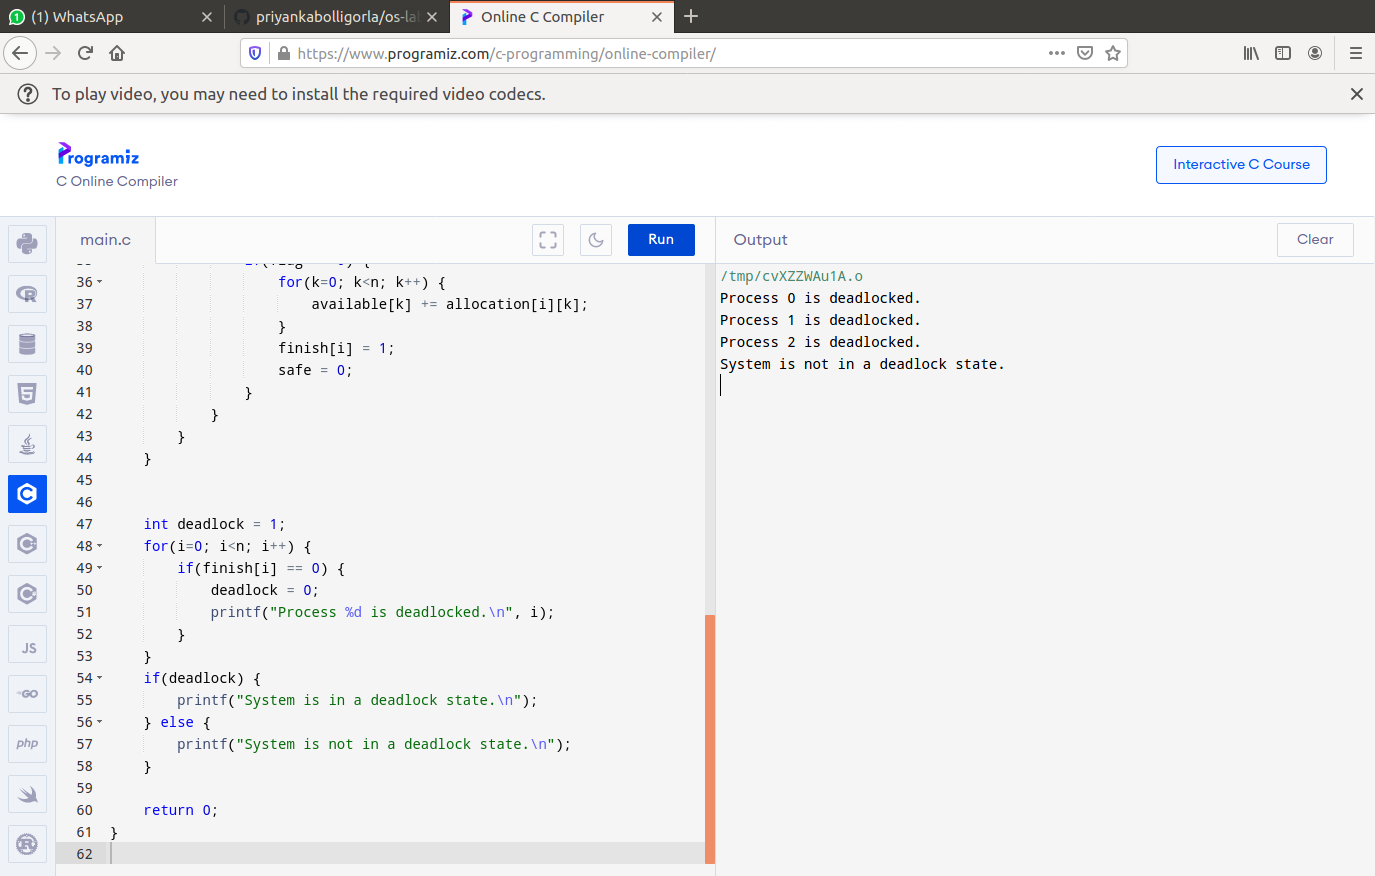 (1) WhatsApp
priyankabolligorla/os-la
Online C Compiler
https://www.programiz.com/c-programming/online-compiler/
To play video, you may need to install the required video codecs.
Programiz
C Online Compiler
Interactive C Course
main.c
Run
Output
Clear
36 for(k=0; k<n; k++) {
37 available[k] += allocation[i][k];
38 }
39 finish[i] = 1;
40 safe = 0;
41 }
42 }
43 }
44 }
45
46
47 int deadlock = 1;
48 for(i=0; i<n; i++) {
49 if(finish[i] == 0) {
50 deadlock = 0;
51 printf("Process %d is deadlocked.\n", i);
52 }
53 }
54 if(deadlock) {
55 printf("System is in a deadlock state.\n");
56 } else {
57 printf("System is not in a deadlock state.\n");
58 }
59
60 return 0;
61 }
62
/tmp/cvXZZWAu1A.o
Process 0 is deadlocked.
Process 1 is deadlocked.
Process 2 is deadlocked.
System is not in a deadlock state.
JS
GO
php